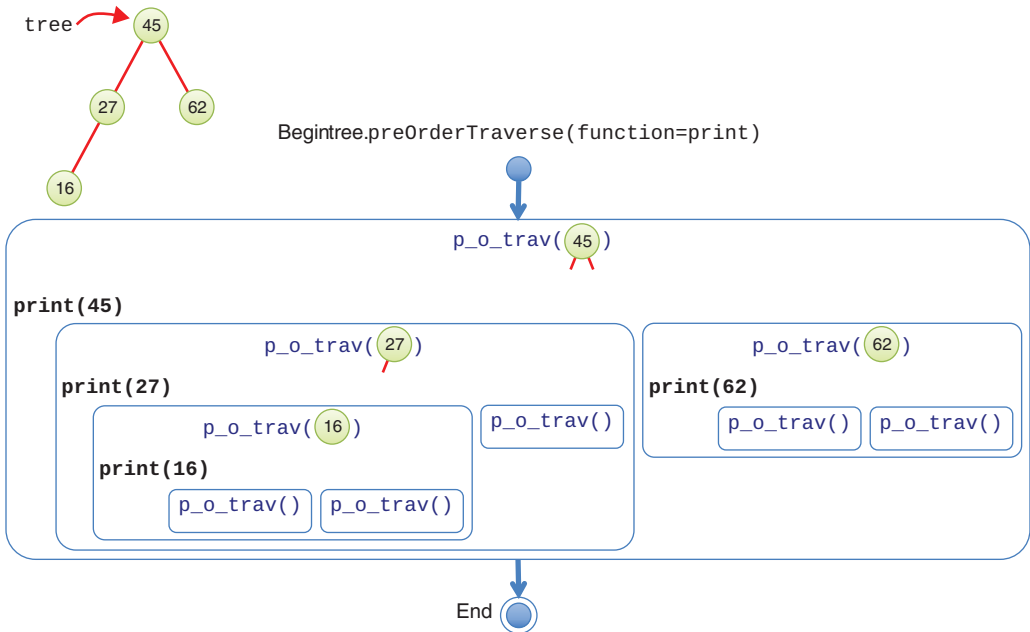 tree 45
27 62
16
Begintree.preOrderTraverse(function=print)
p_o_trav(45)
print(45)
p_o_trav(27)
print(27)
p_o_trav(16)
print(16)
p_o_trav() p_o_trav()
p_o_trav()
p_o_trav(62)
print(62)
p_o_trav() p_o_trav()
End